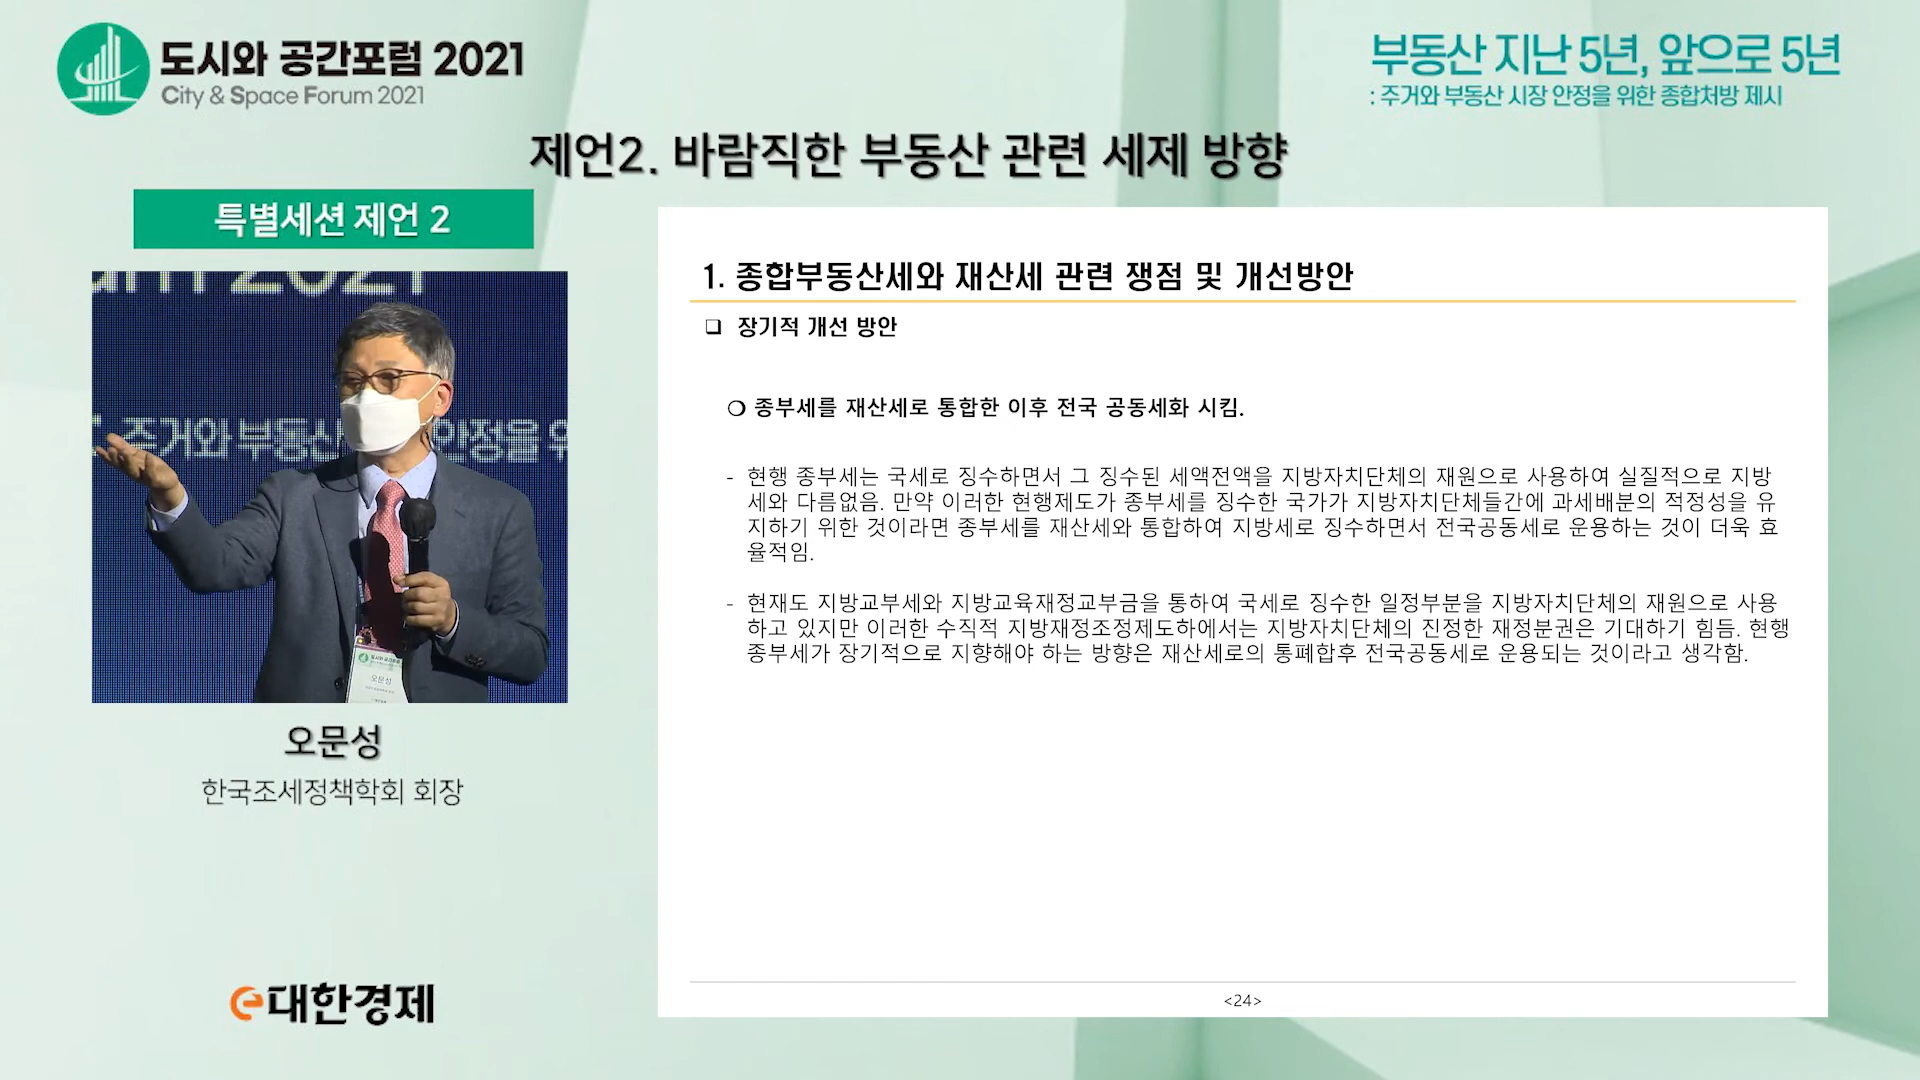 도시와 공간포럼 2021
City & Space Forum 2021
부동산 지난 5년, 앞으로 5년
: 주거와 부동산 시장 안정을 위한 종합처방 제시
제언2. 바람직한 부동산 관련 세제 방향
특별세션 제언 2
주거와 부동산
안정을 위
도시와 공간포럼
오문성
오문성
한국조세정책학회 회장
e대한경제
1. 종합부동산세와 재산세 관련 쟁점 및 개선방안
❑ 장기적 개선 방안
❍ 종부세를 재산세로 통합한 이후 전국 공동세화 시킴.
- 현행 종부세는 국세로 징수하면서 그 징수된 세액전액을 지방자치단체의 재원으로 사용하여 실질적으로 지방
세와 다름없음. 만약 이러한 현행제도가 종부세를 징수한 국가가 지방자치단체들간에 과세배분의 적정성을 유
지하기 위한 것이라면 종부세를 재산세와 통합하여 지방세로 징수하면서 전국공동세로 운용하는 것이 더욱 효
율적임.
- 현재도 지방교부세와 지방교육재정교부금을 통하여 국세로 징수한 일정부분을 지방자치단체의 재원으로 사용
하고 있지만 이러한 수직적 지방재정조정제도하에서는 지방자치단체의 진정한 재정분권은 기대하기 힘듬. 현행
종부세가 장기적으로 지향해야 하는 방향은 재산세로의 통폐합후 전국공동세로 운용되는 것이라고 생각함.
<24>